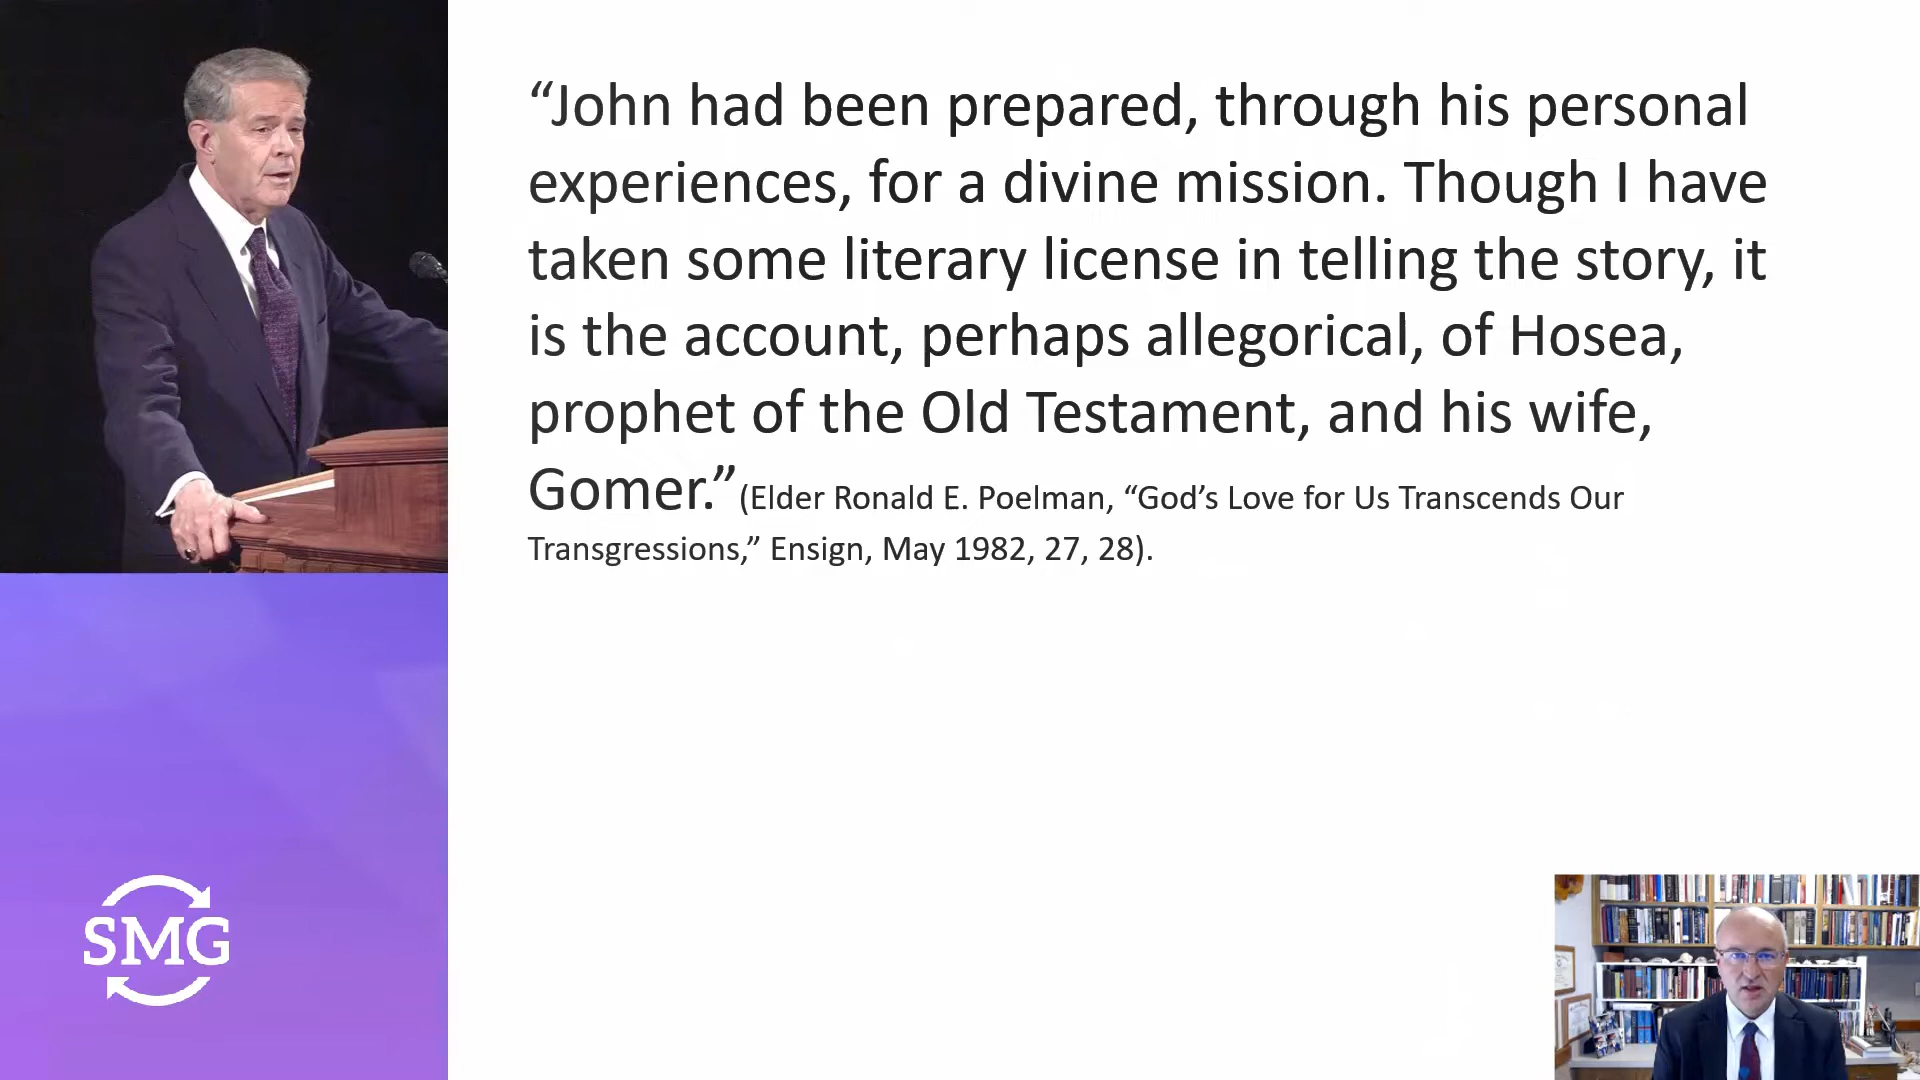 “John had been prepared, through his personal
experiences, for a divine mission. Though I have
taken some literary license in telling the story, it
is the account, perhaps allegorical, of Hosea,
prophet of the Old Testament, and his wife,
Gomer.” (Elder Ronald E. Poelman, “God’s Love for Us Transcends Our
Transgressions,” Ensign, May 1982, 27, 28).
SMG